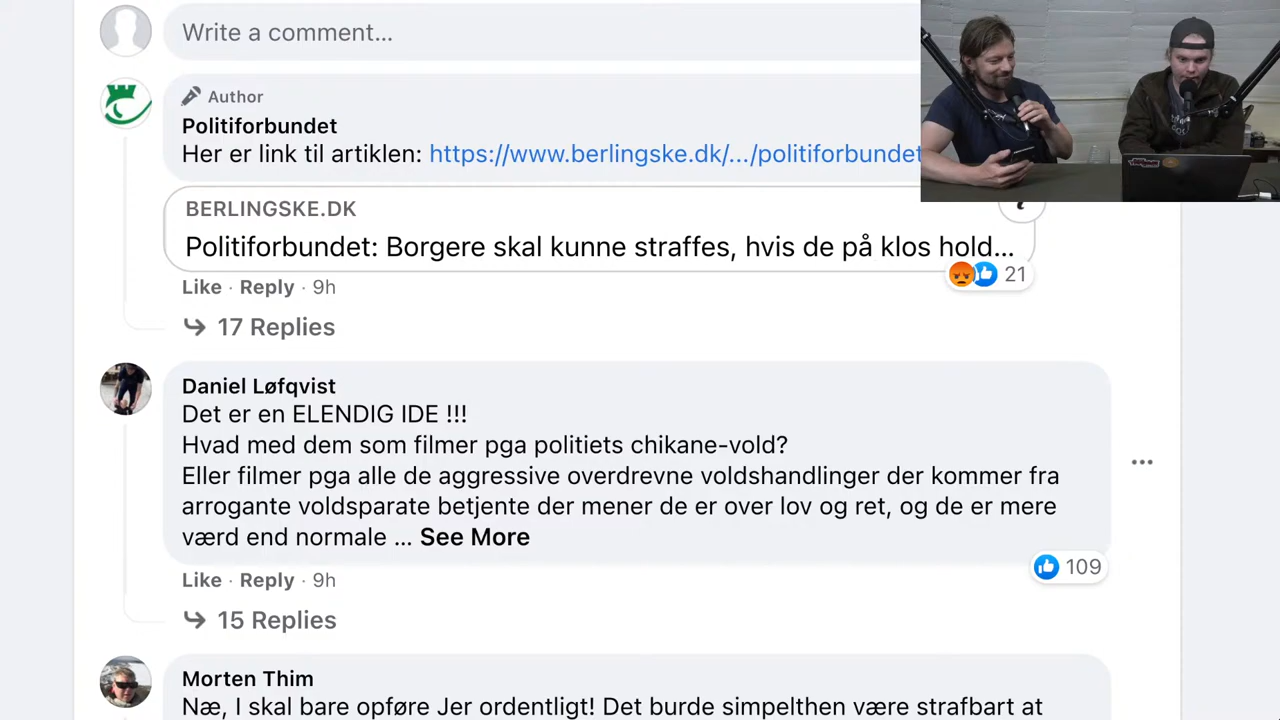 Write a comment...
Author
Politiforbundet
Her er link til artiklen: https://www.berlingske.dk/.../politiforbundet
BERLINGSKE.DK
Politiforbundet: Borgere skal kunne straffes, hvis de på klos hold...
21
Like · Reply · 9h
17 Replies
Daniel Løfqvist
Det er en ELENDIG IDE !!!
Hvad med dem som filmer pga politiets chikane-vold?
Eller filmer pga alle de aggressive overdrevne voldshandlinger der kommer fra
arrogante voldsparate betjente der mener de er over lov og ret, og de er mere
værd end normale ... See More
109
Like · Reply · 9h
15 Replies
Morten Thim
Næ, I skal bare opføre Jer ordentligt! Det burde simpelthen være strafbart at